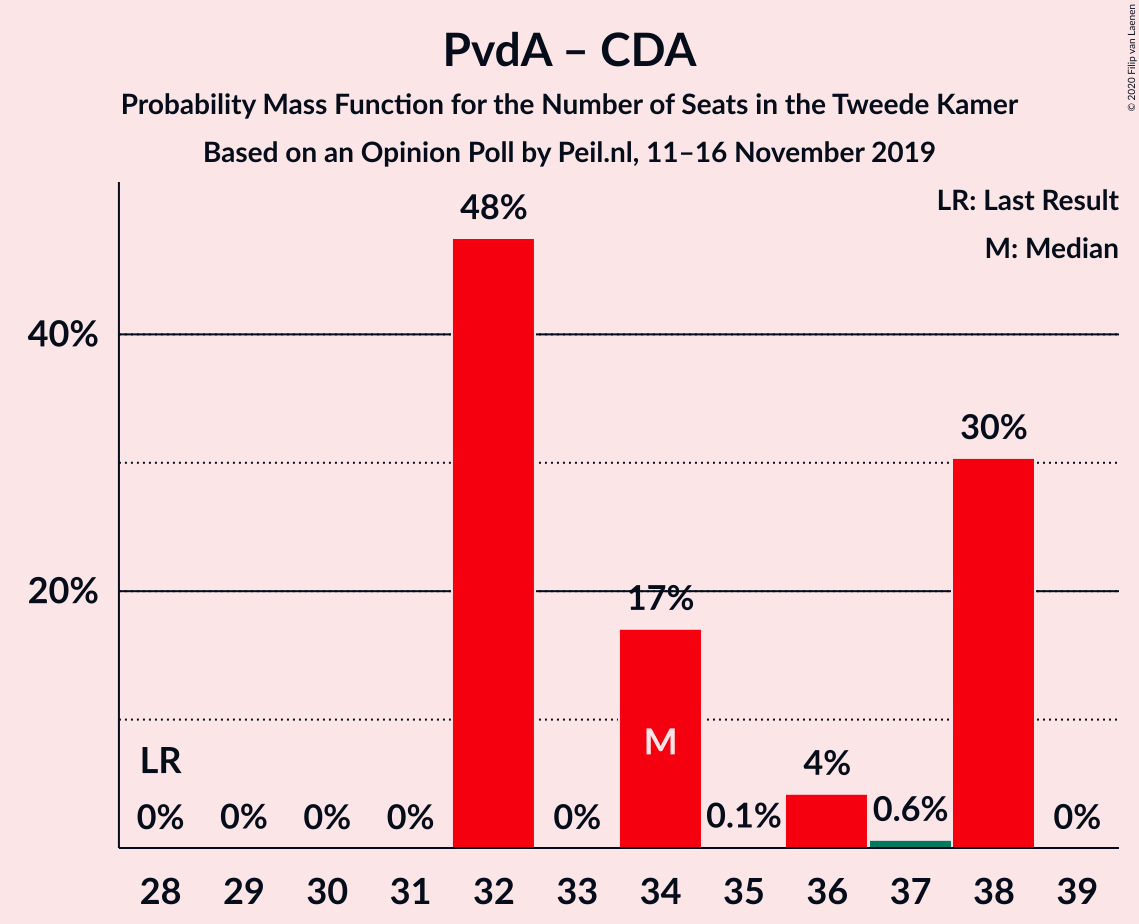 PvdA – CDA
Probability Mass Function for the Number of Seats in the Tweede Kamer
Based on an Opinion Poll by Peil.nl, 11–16 November 2019
© 2020 Filip van Laenen
LR: Last Result
M: Median
40%
20%
48%
30%
17%
M
LR
4%
0% 0% 0% 0% 0% 0.1% 0.6% 0%
28 29 30 31 32 33 34 35 36 37 38 39